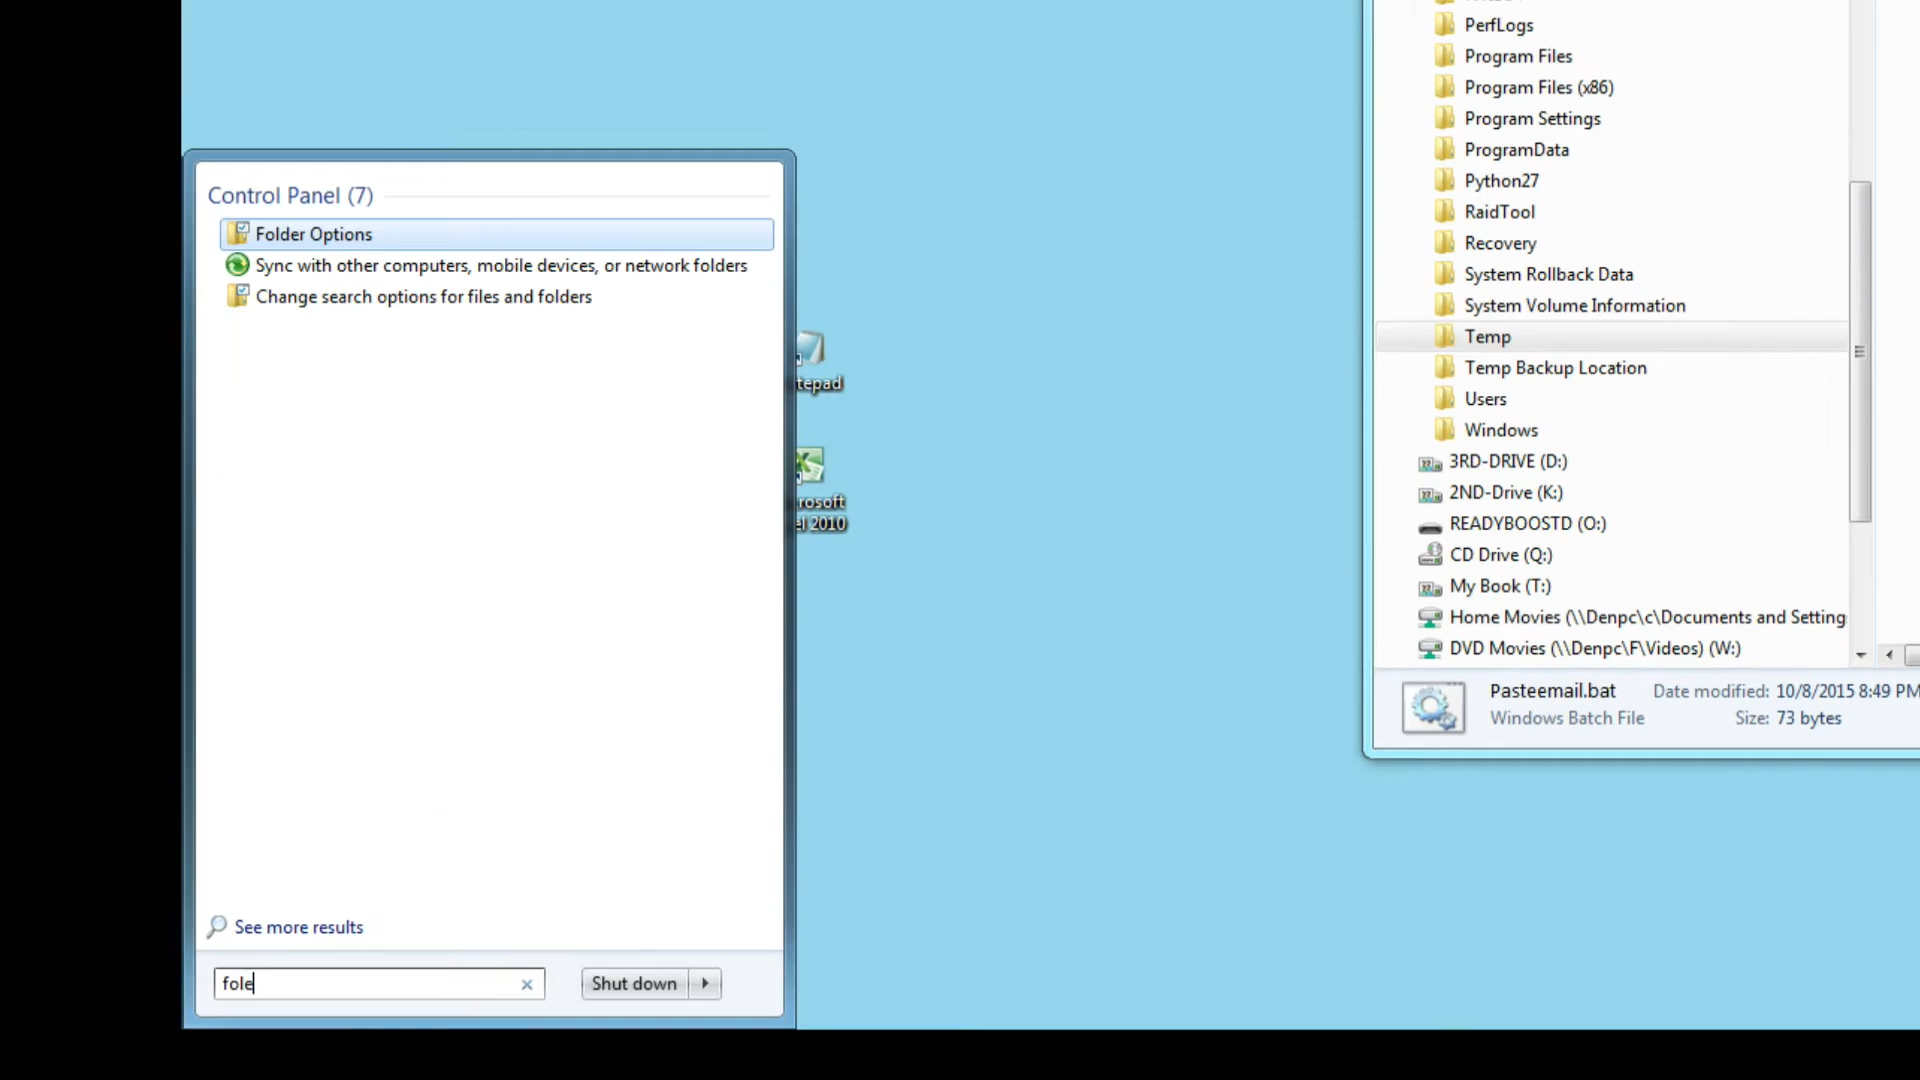 Control Panel (7)
Folder Options
Sync with other computers, mobile devices, or network folders
Change search options for files and folders
See more results
fole
Shut down
tepad
rosoft
el 2010
PerfLogs
Program Files
Program Files (x86)
Program Settings
ProgramData
Python27
RaidTool
Recovery
System Rollback Data
System Volume Information
Temp
Temp Backup Location
Users
Windows
3RD-DRIVE (D:)
2ND-Drive (K:)
READYBOOSTD (O:)
CD Drive (Q:)
My Book (T:)
Home Movies (\\Denpc\c\Documents and Setting
DVD Movies (\\Denpc\F\Videos) (W:)
Pasteemail.bat Date modified: 10/8/2015 8:49 PM
Windows Batch File Size: 73 bytes